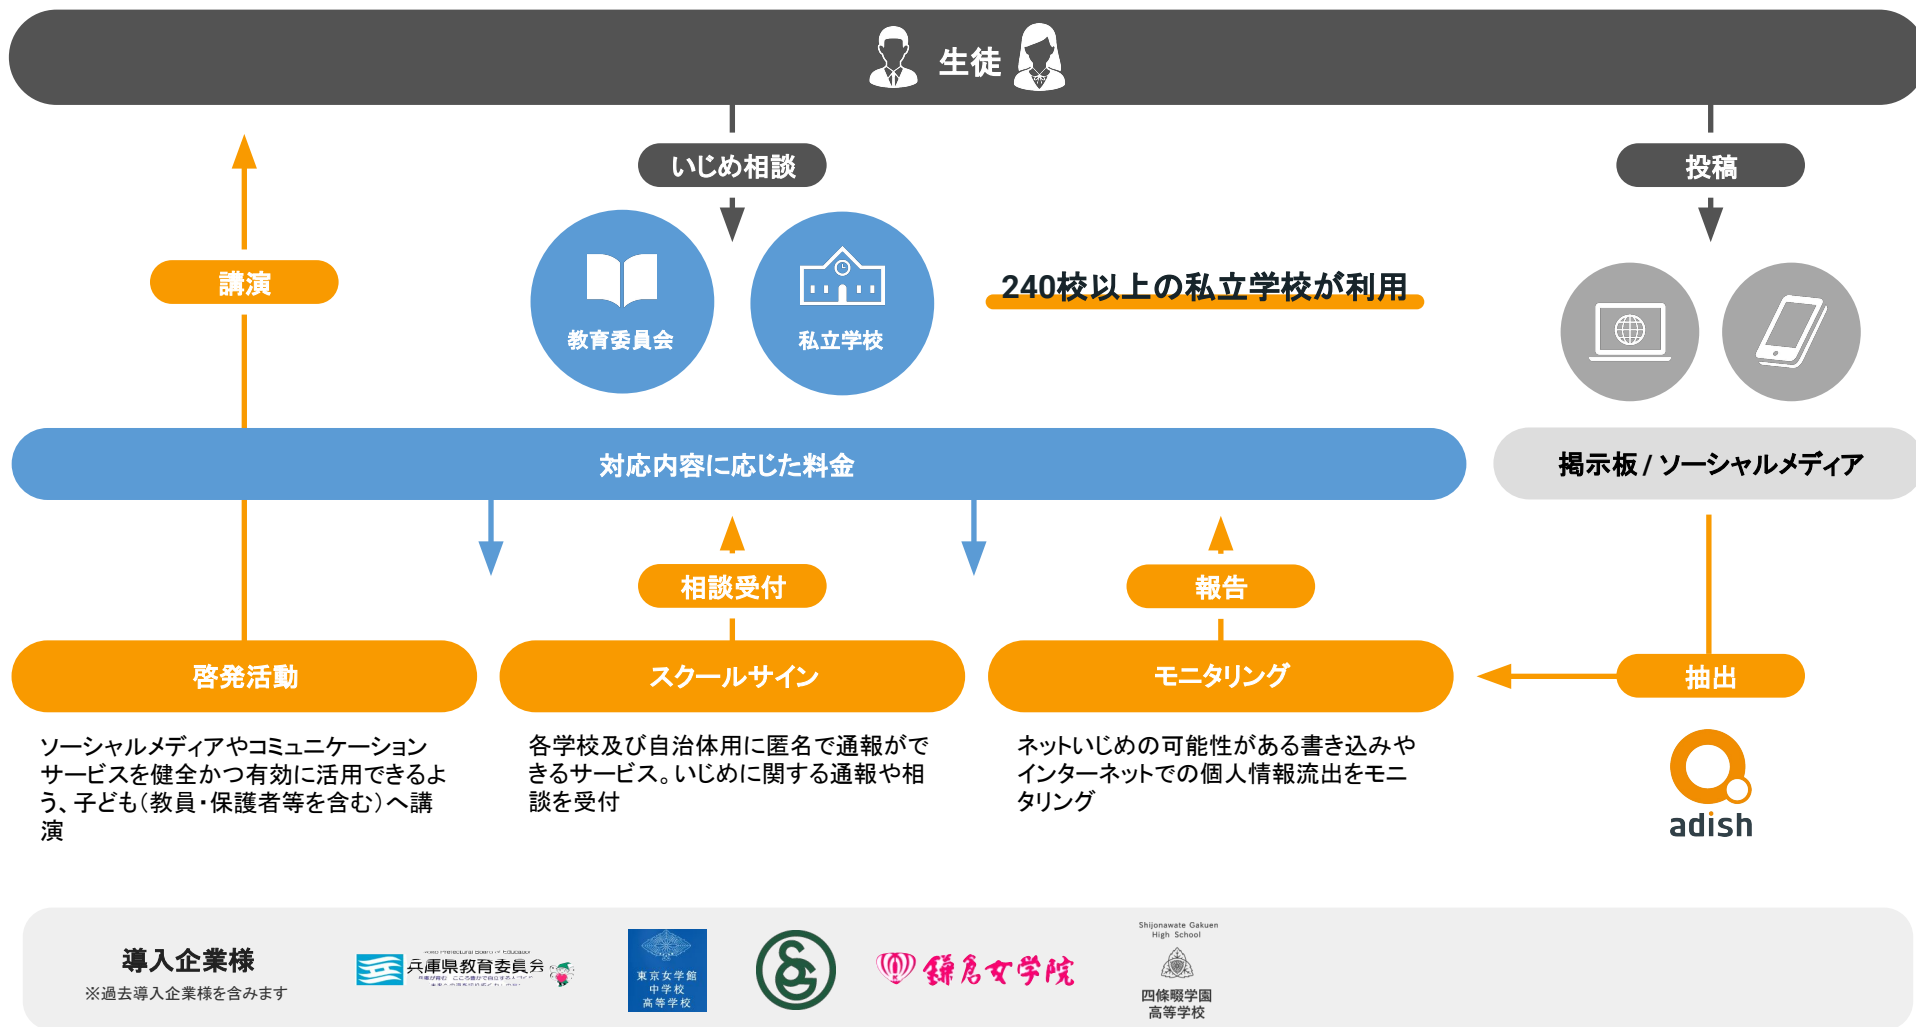 生徒
いじめ相談
投稿
講演
教育委員会
私立学校
240校以上の私立学校が利用
対応内容に応じた料金
掲示板 / ソーシャルメディア
相談受付
報告
啓発活動
スクールサイン
モニタリング
抽出
ソーシャルメディアやコミュニケーション
サービスを健全かつ有効に活用できるよ
う、子ども（教員・保護者等を含む）へ講
演
各学校及び自治体用に匿名で通報がで
きるサービス。いじめに関する通報や相
談を受付
ネットいじめの可能性がある書き込みや
インターネットでの個人情報流出をモニ
タリング
adish
導入企業様
※過去導入企業様を含みます
兵庫県教育委員会
東京女学館
中学校
高等学校
鎌倉女学院
Shijonawate Gakuen
High School
四條畷学園
高等学校